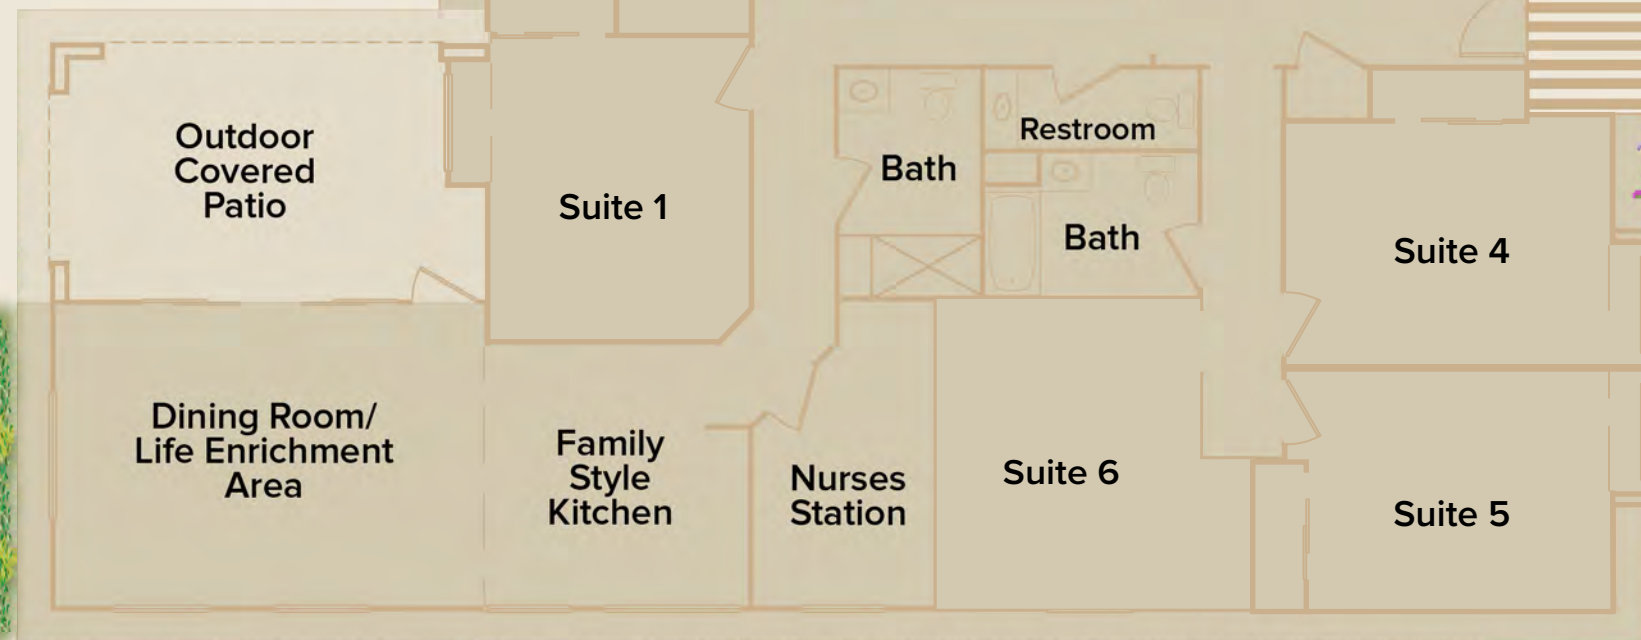 Outdoor
Covered
Patio
Suite 1
Bath
Restroom
Bath
Suite 4
Dining Room/
Life Enrichment
Area
Family
Style
Kitchen
Nurses
Station
Suite 6
Suite 5